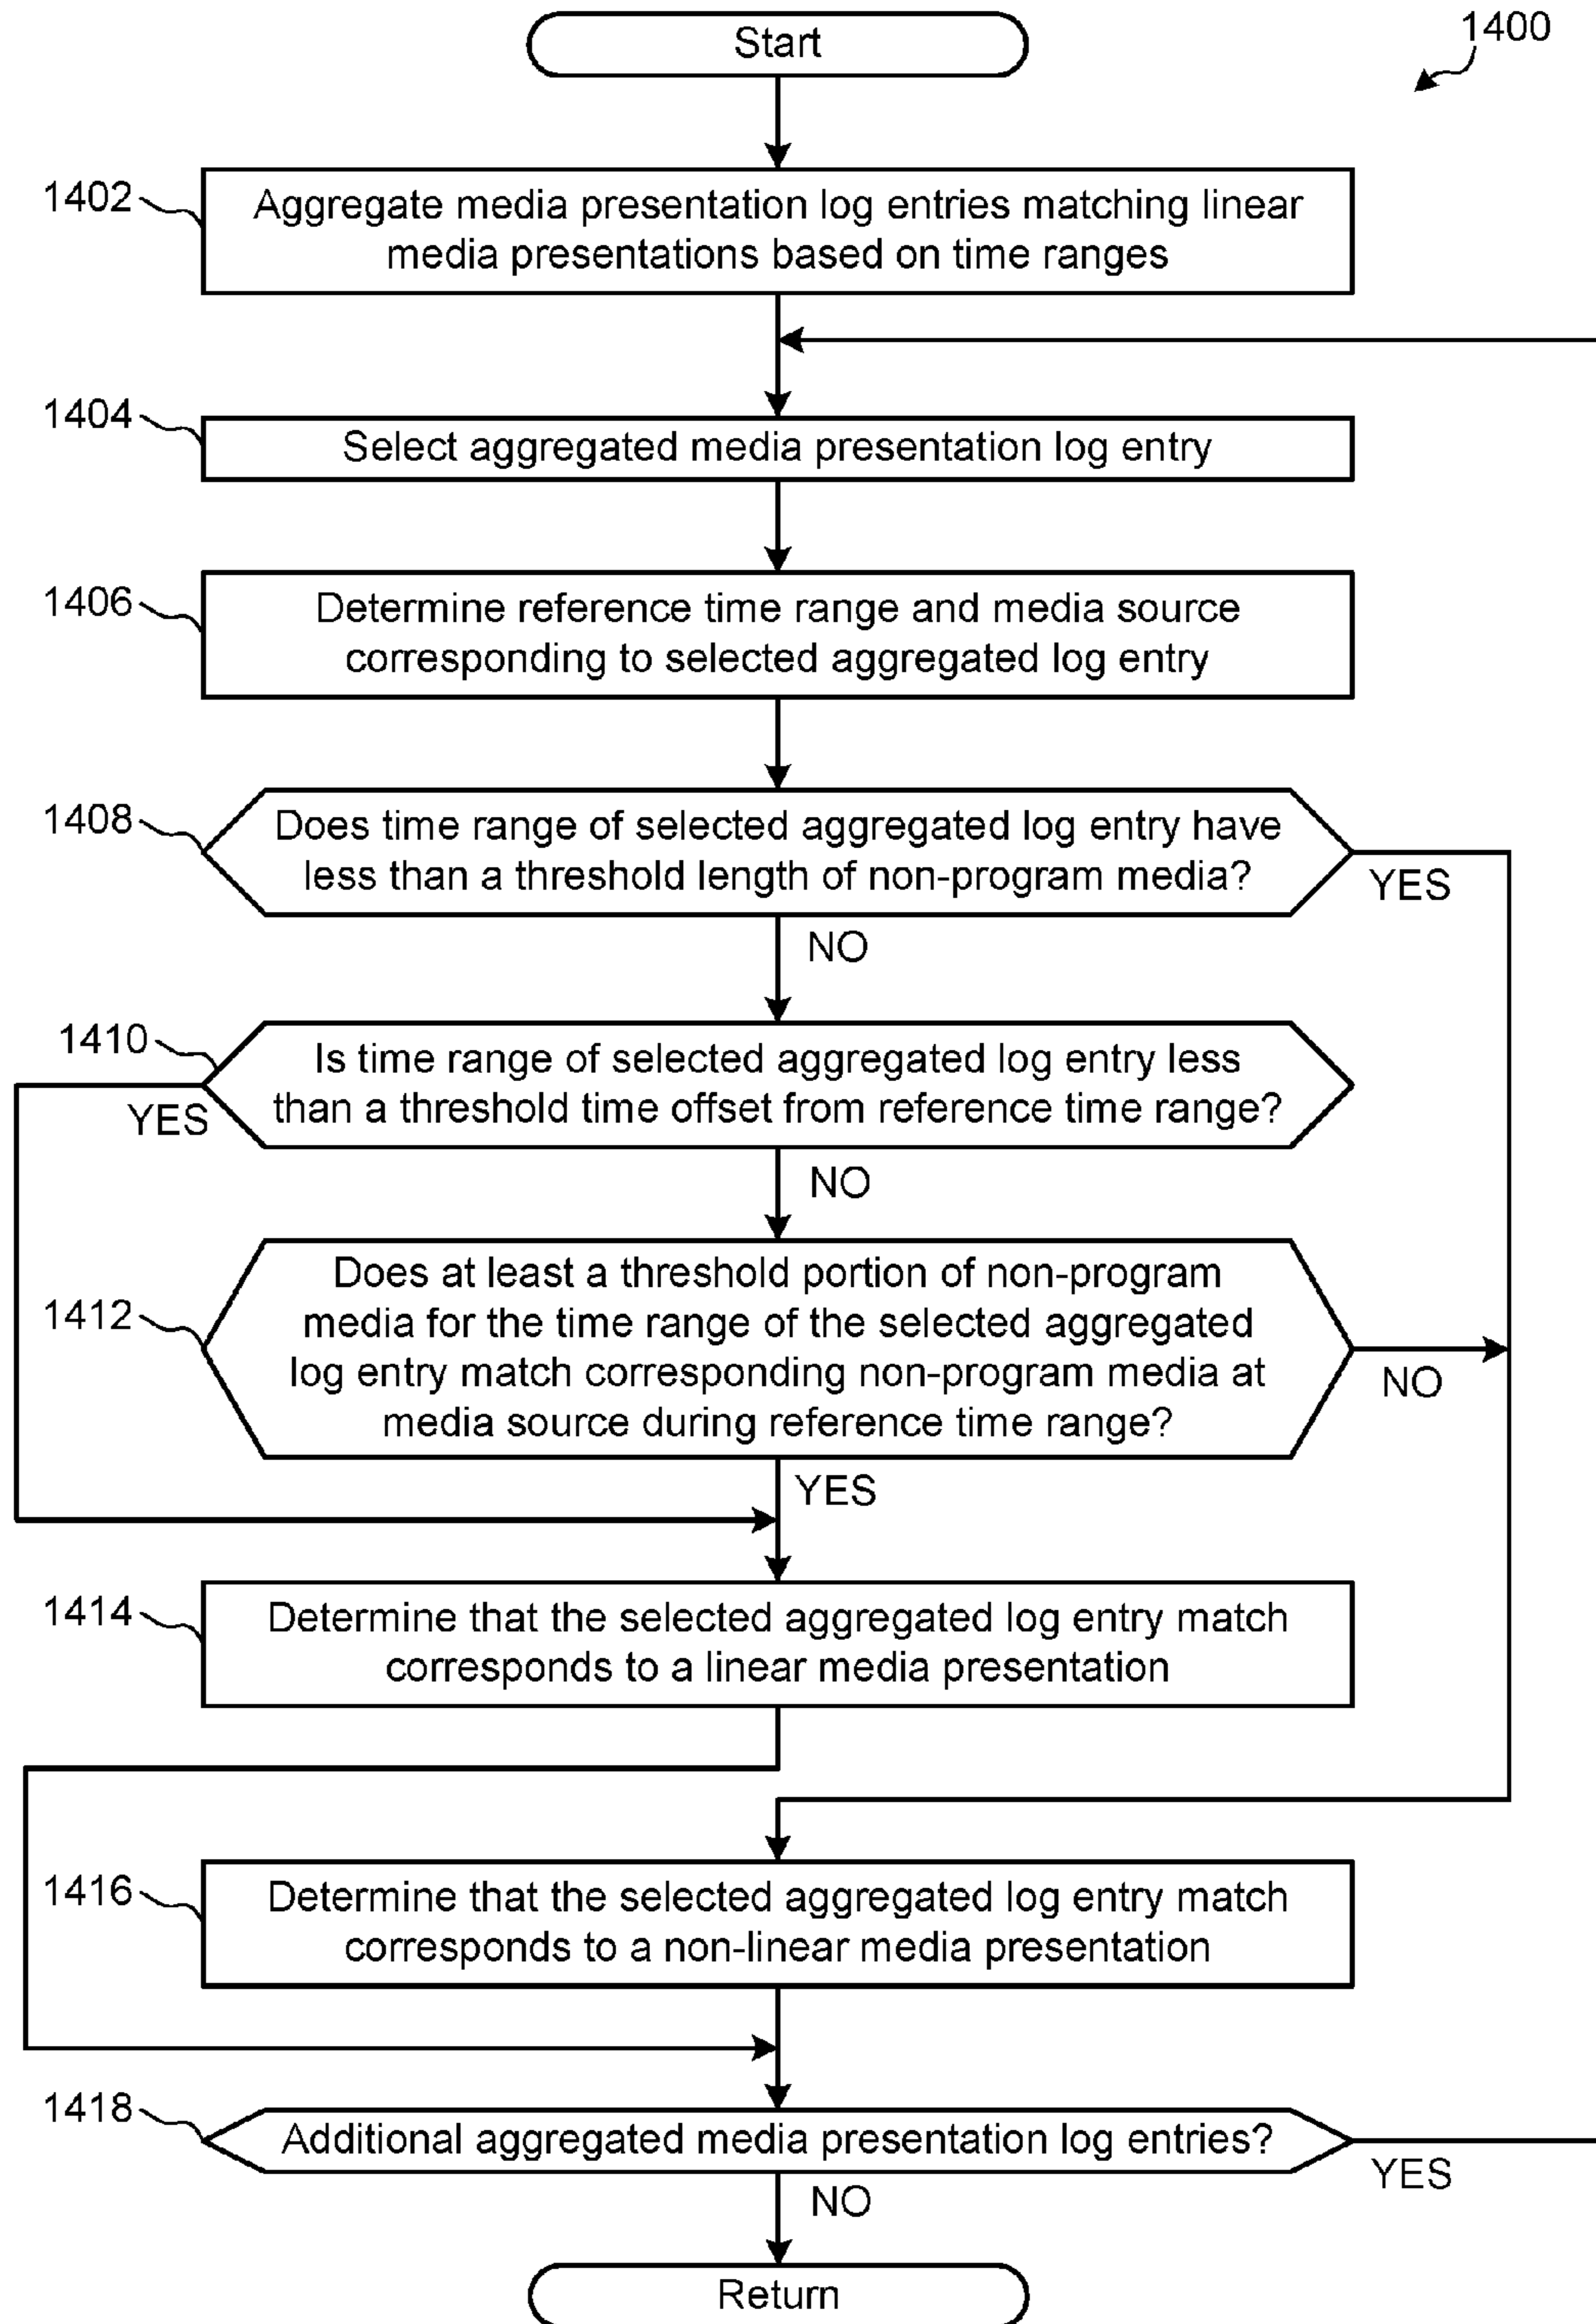 Start
1400
1402
Aggregate media presentation log entries matching linear
media presentations based on time ranges
1404
Select aggregated media presentation log entry
1406
Determine reference time range and media source
corresponding to selected aggregated log entry
1408
Does time range of selected aggregated log entry have
less than a threshold length of non-program media?
YES
NO
1410
Is time range of selected aggregated log entry less
than a threshold time offset from reference time range?
YES
NO
1412
Does at least a threshold portion of non-program
media for the time range of the selected aggregated
log entry match corresponding non-program media at
media source during reference time range?
NO
YES
1414
Determine that the selected aggregated log entry match
corresponds to a linear media presentation
1416
Determine that the selected aggregated log entry match
corresponds to a non-linear media presentation
1418
Additional aggregated media presentation log entries?
YES
NO
Return